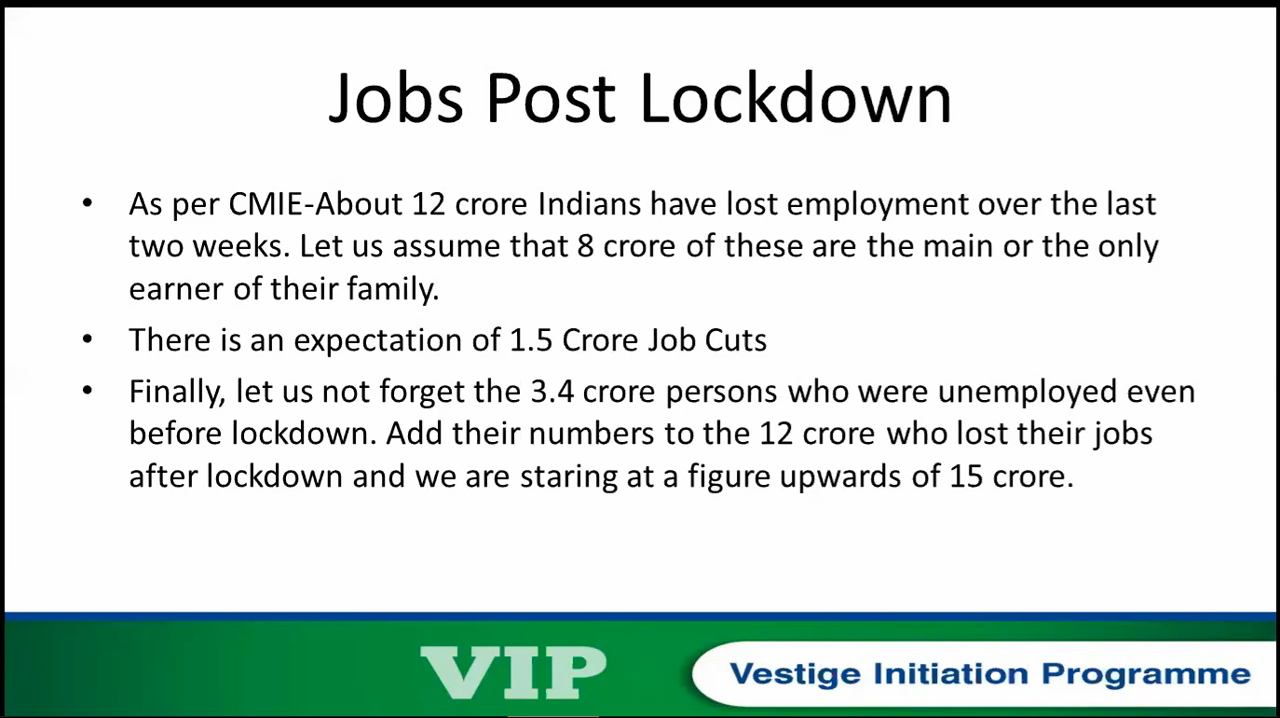 Jobs Post Lockdown
• As per CMIE-About 12 crore Indians have lost employment over the last
two weeks. Let us assume that 8 crore of these are the main or the only
earner of their family.
• There is an expectation of 1.5 Crore Job Cuts
• Finally, let us not forget the 3.4 crore persons who were unemployed even
before lockdown. Add their numbers to the 12 crore who lost their jobs
after lockdown and we are staring at a figure upwards of 15 crore.
VIP
Vestige Initiation Programme